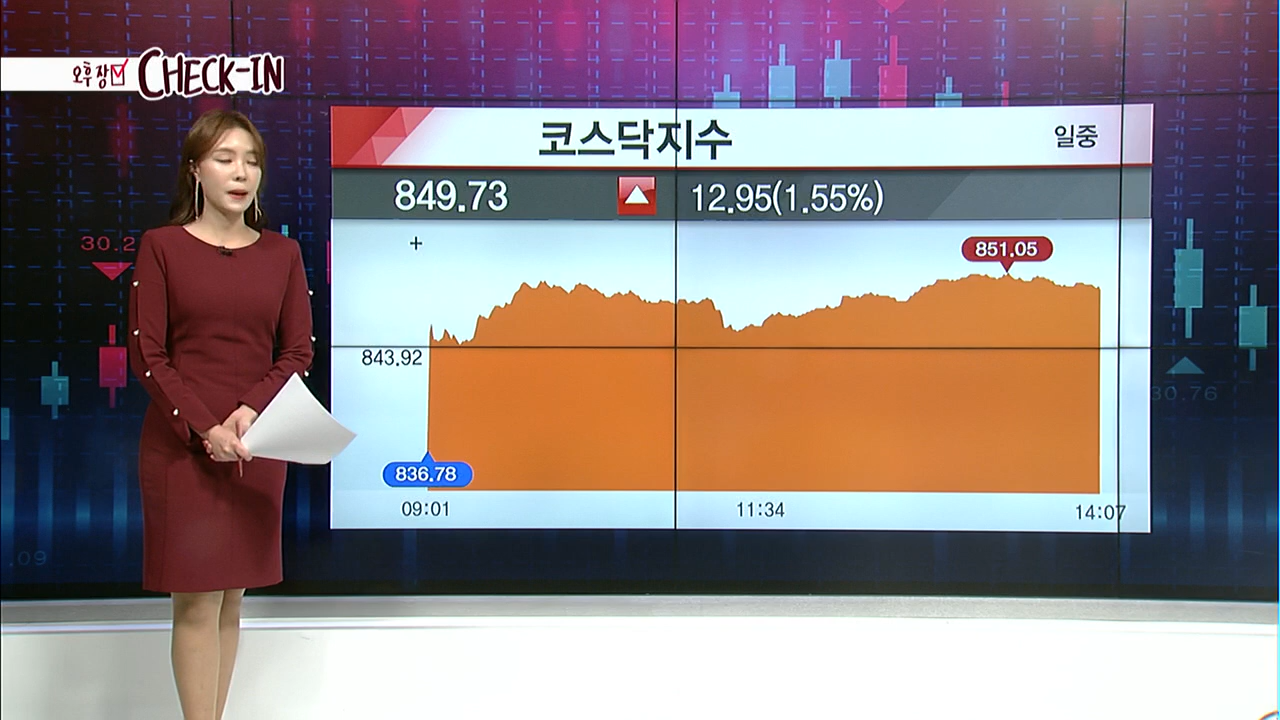 오후장 CHECK-IN
코스닥지수
일중
849.73 ▲ 12.95(1.55%)
30.2
+
851.05
843.92
30.76
836.78
09:01 11:34 14:07
.09